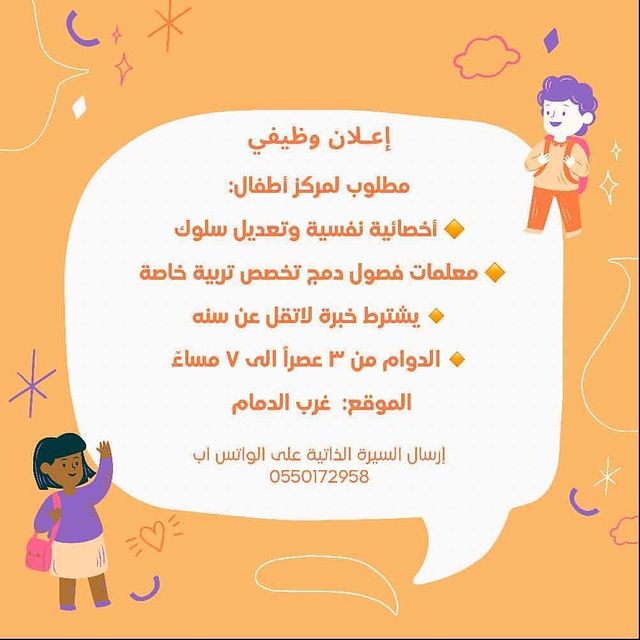 إعـلان وظيفي
مطلوب لمركز أطفال:
أخصائية نفسية وتعديل سلوك
معلمات فصول دمج تخصص تربية خاصة
يشترط خبرة لاتقل عن سنه
الدوام من ٣ عصراً الى ٧ مساءً
الموقع: غرب الدمام
إرسال السيرة الذاتية على الواتس اب
0550172958